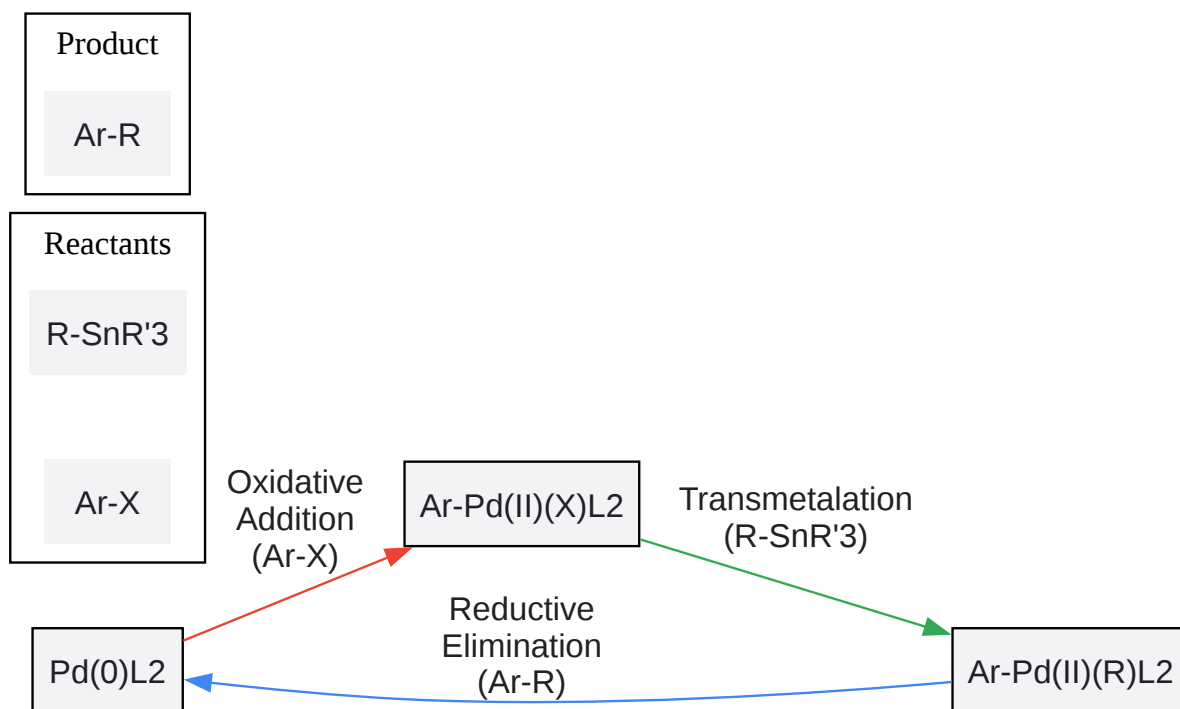 Product
Ar-R
Reactants
R-SnR'3
Ar-X
Oxidative
Addition
(Ar-X)
Ar-Pd(II)(X)L2
Transmetalation
(R-SnR'3)
Reductive
Elimination
(Ar-R)
Pd(0)L2
Ar-Pd(II)(R)L2